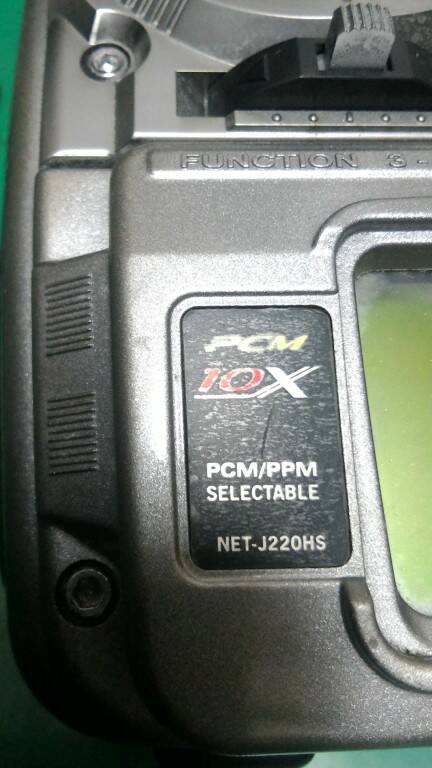 FUNCTION 3 -
PCM
10X
PCM/PPM
SELECTABLE
NET-J220HS